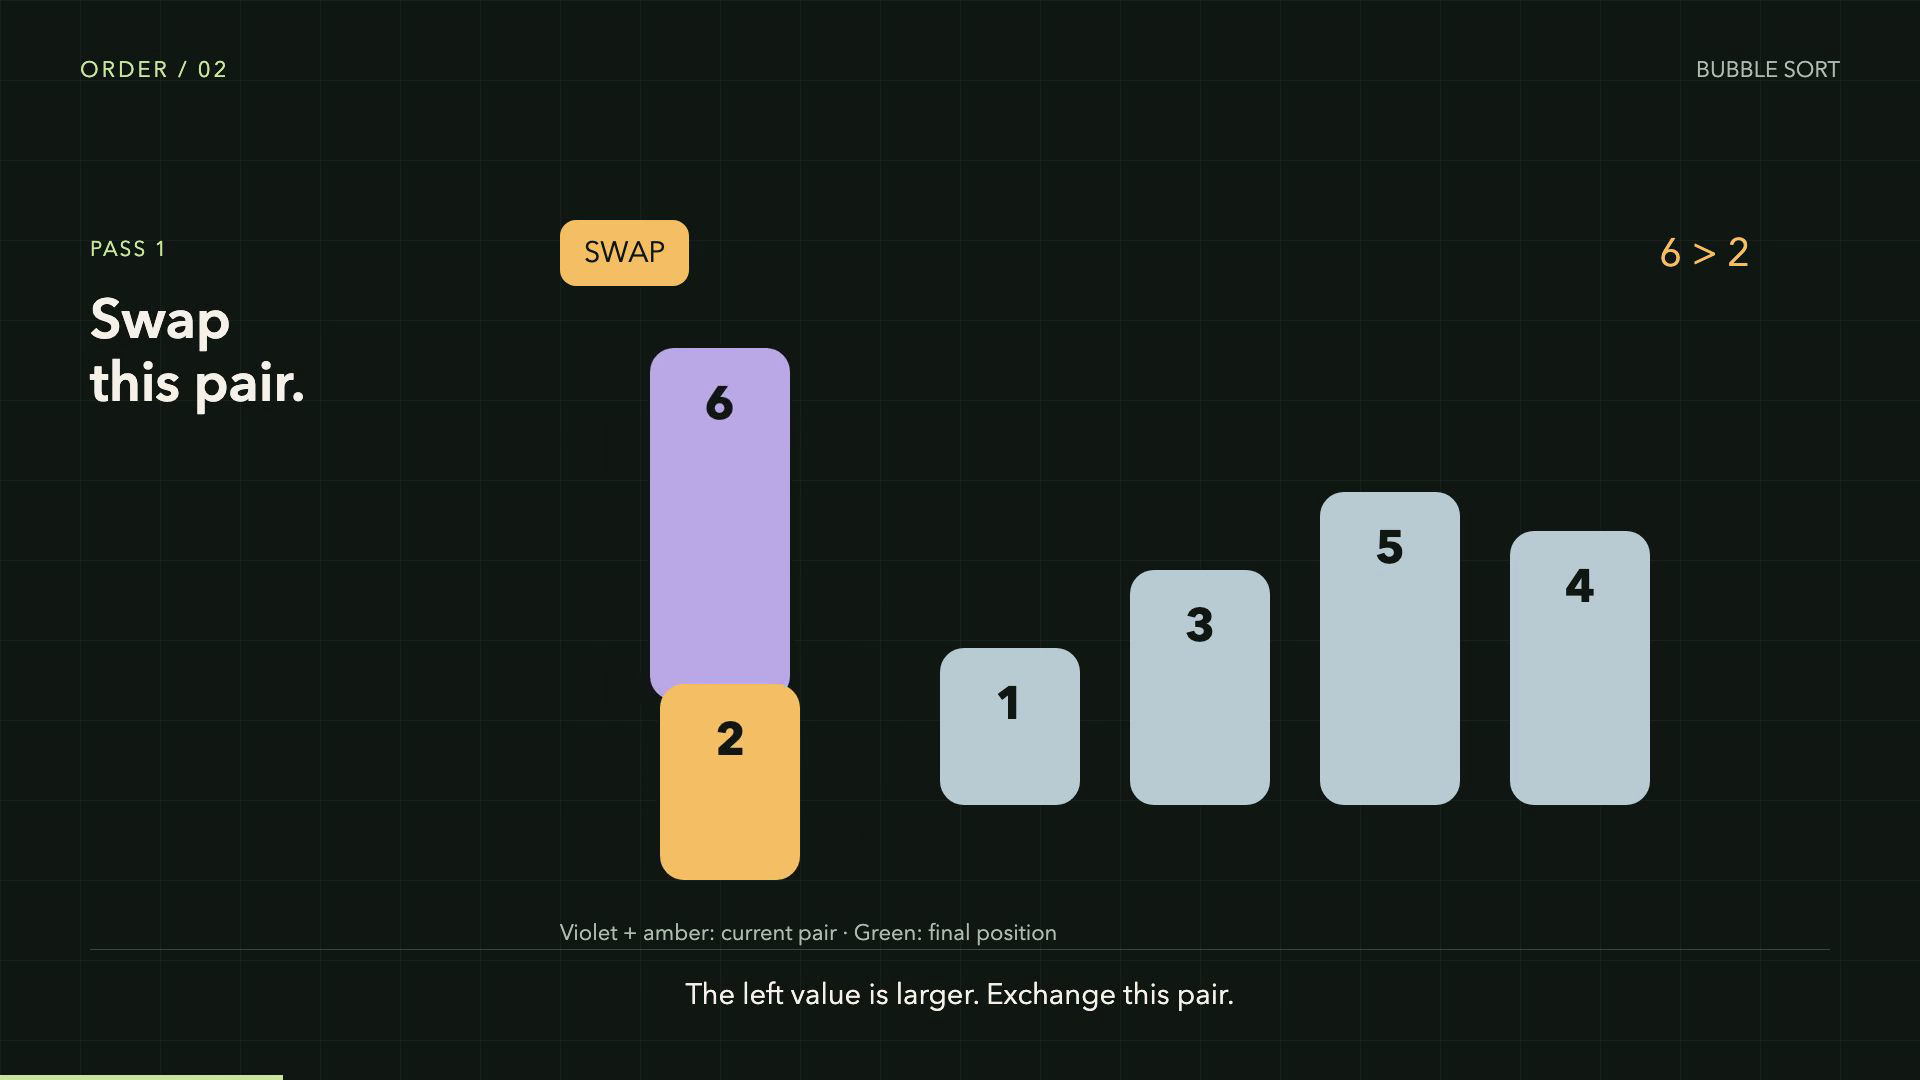 ORDER / 02
BUBBLE SORT
PASS 1
Swap
this pair.
SWAP
6 > 2
6
2
1
3
5
4
Violet + amber: current pair · Green: final position
The left value is larger. Exchange this pair.